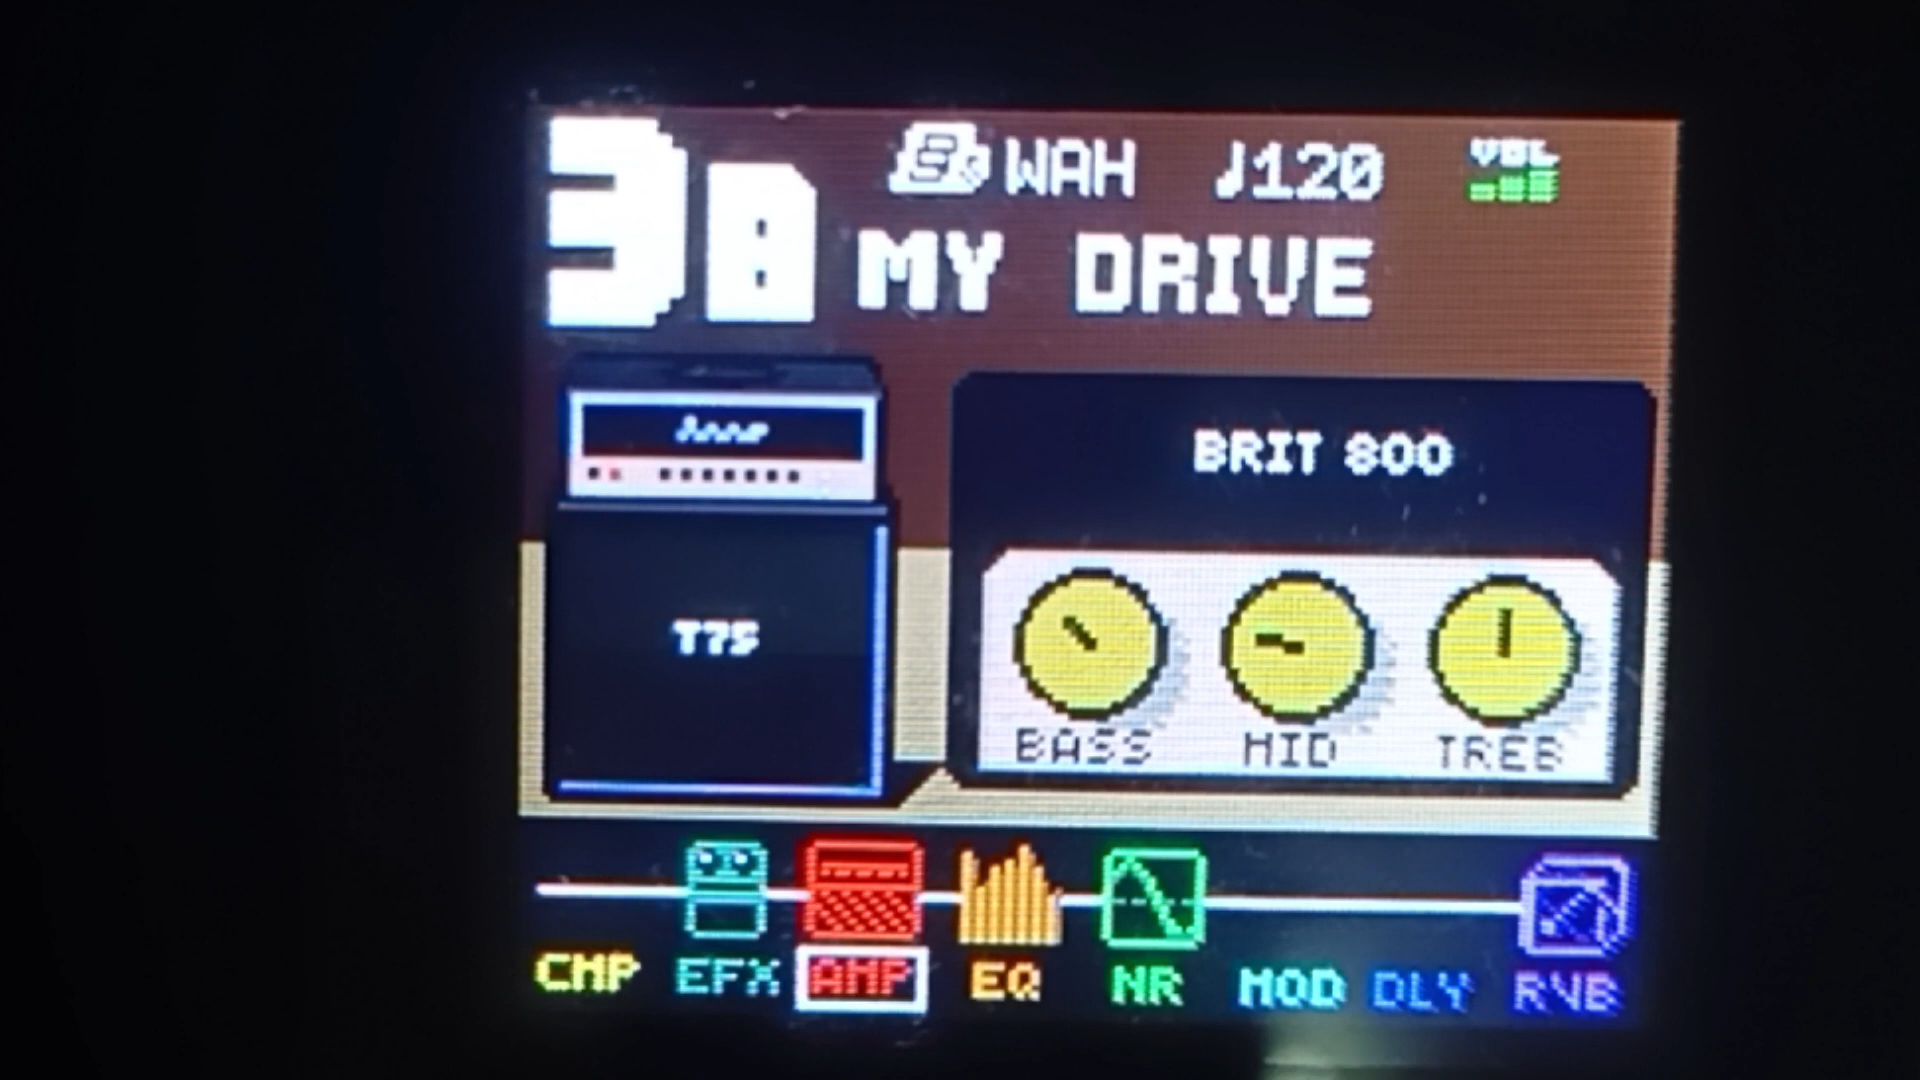 3B
WAH ♩120 VOL
MY DRIVE
BRIT 800
T75
BASS MID TREB
CMP EFX AMP EQ NR MOD DLY RVB